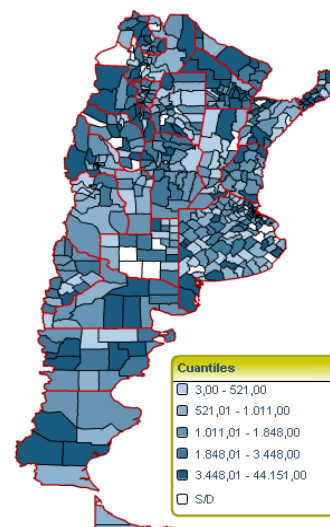 Cuantiles
3,00 - 521,00
521,01 - 1.011,00
1.011,01 - 1.848,00
1.848,01 - 3.448,00
3.448,01 - 44.151,00
S/D